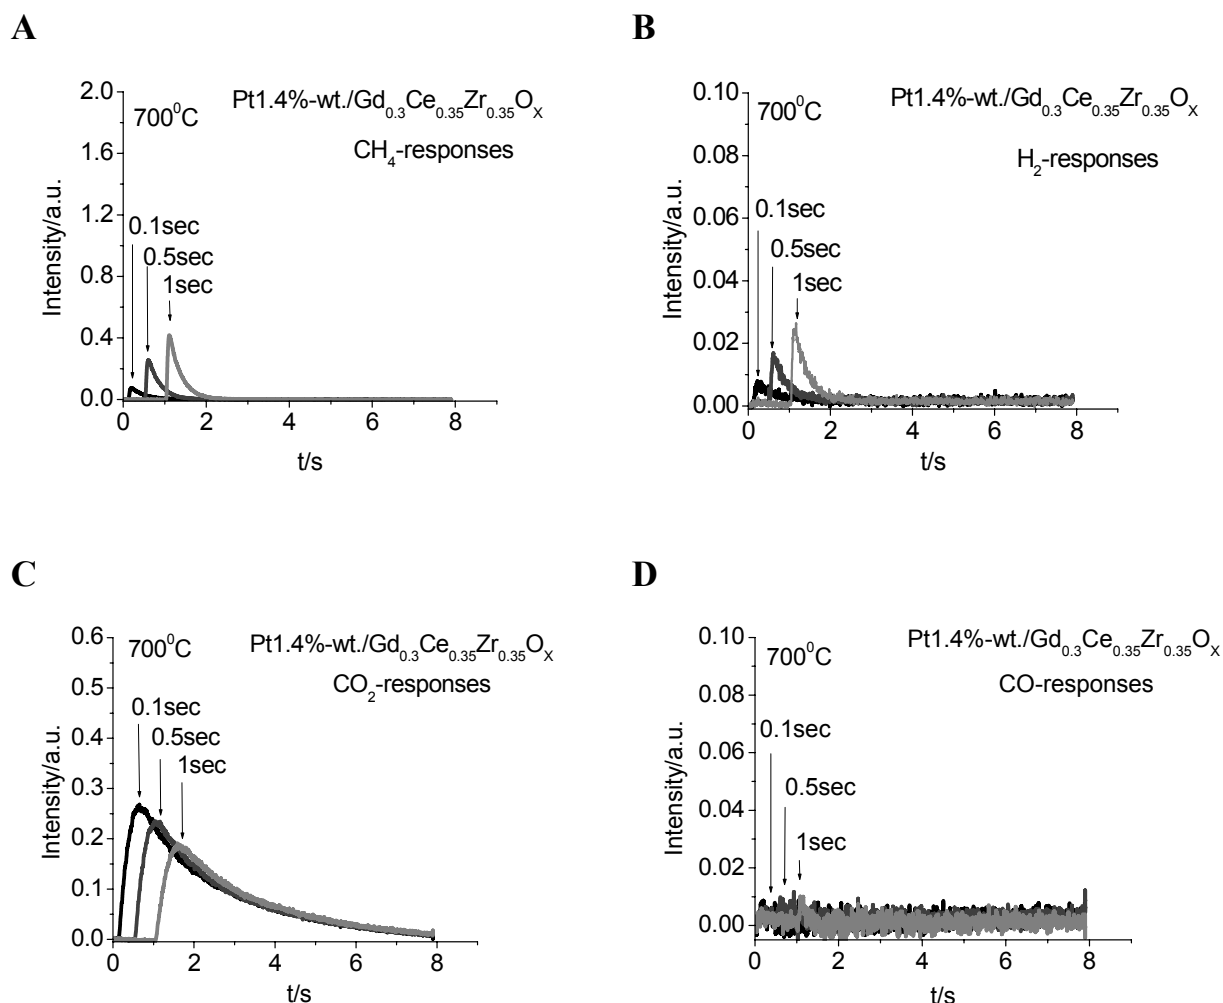 A
Pt1.4%-wt./Gd0.3Ce0.35Zr0.35OX
700⁰C
CH4-responses
2.0
1.6
1.2
0.8
0.4
0.0
Intensity/a.u.
0.1sec
0.5sec
1sec
0 2 4 6 8
t/s
B
Pt1.4%-wt./Gd0.3Ce0.35Zr0.35OX
700⁰C
H2-responses
0.10
0.08
0.06
0.04
0.02
0.00
Intensity/a.u.
0.1sec
0.5sec
1sec
0 2 4 6 8
t/s
C
Pt1.4%-wt./Gd0.3Ce0.35Zr0.35OX
700⁰C
CO2-responses
0.6
0.5
0.4
0.3
0.2
0.1
0.0
Intensity/a.u.
0.1sec
0.5sec
1sec
0 2 4 6 8
t/s
D
Pt1.4%-wt./Gd0.3Ce0.35Zr0.35OX
700⁰C
CO-responses
0.10
0.08
0.06
0.04
0.02
0.00
Intensity/a.u.
0.1sec
0.5sec
1sec
0 2 4 6 8
t/s